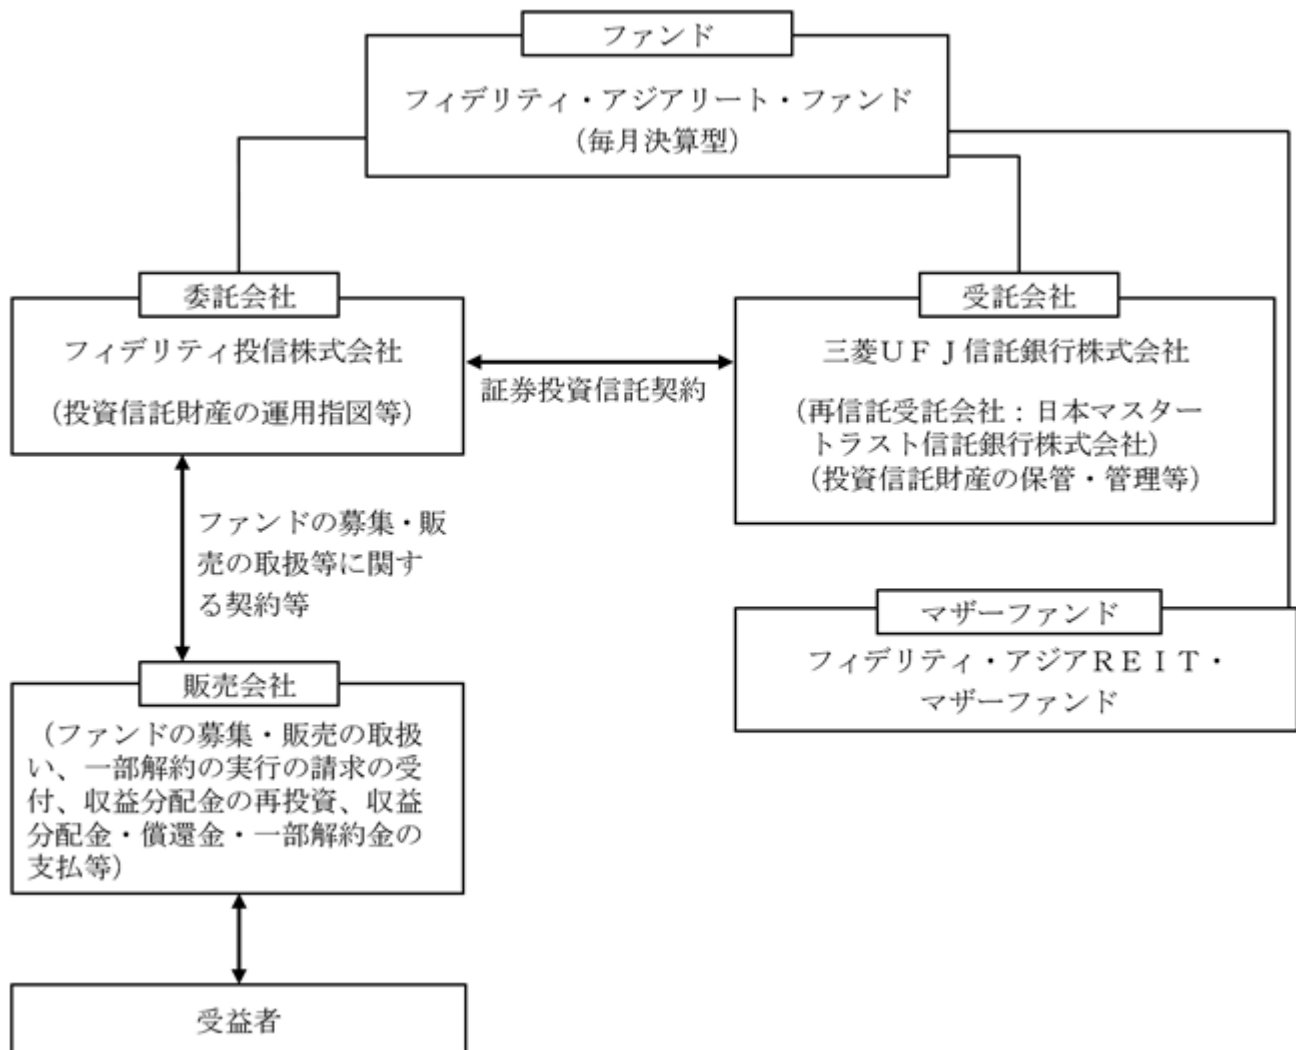 ファンド
フィデリティ・アジアリート・ファンド
（毎月決算型）
委託会社
フィデリティ投信株式会社
（投資信託財産の運用指図等）
証券投資信託契約
受託会社
三菱ＵＦＪ信託銀行株式会社
（再信託受託会社：日本マスター
トラスト信託銀行株式会社）
（投資信託財産の保管・管理等）
ファンドの募集・販
売の取扱等に関す
る契約等
マザーファンド
フィデリティ・アジアＲＥＩＴ・
マザーファンド
販売会社
（ファンドの募集・販売の取扱
い、一部解約の実行の請求の受
付、収益分配金の再投資、収益
分配金・償還金・一部解約金の
支払等）
受益者